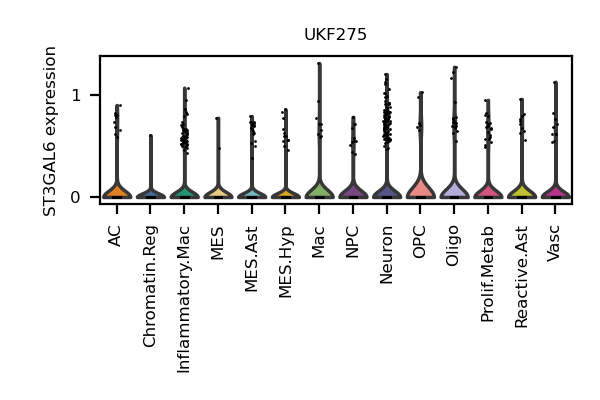 UKF275
ST3GAL6 expression
1
0
AC
Chromatin.Reg
Inflammatory.Mac
MES
MES.Ast
MES.Hyp
Mac
NPC
Neuron
OPC
Oligo
Prolif.Metab
Reactive.Ast
Vasc